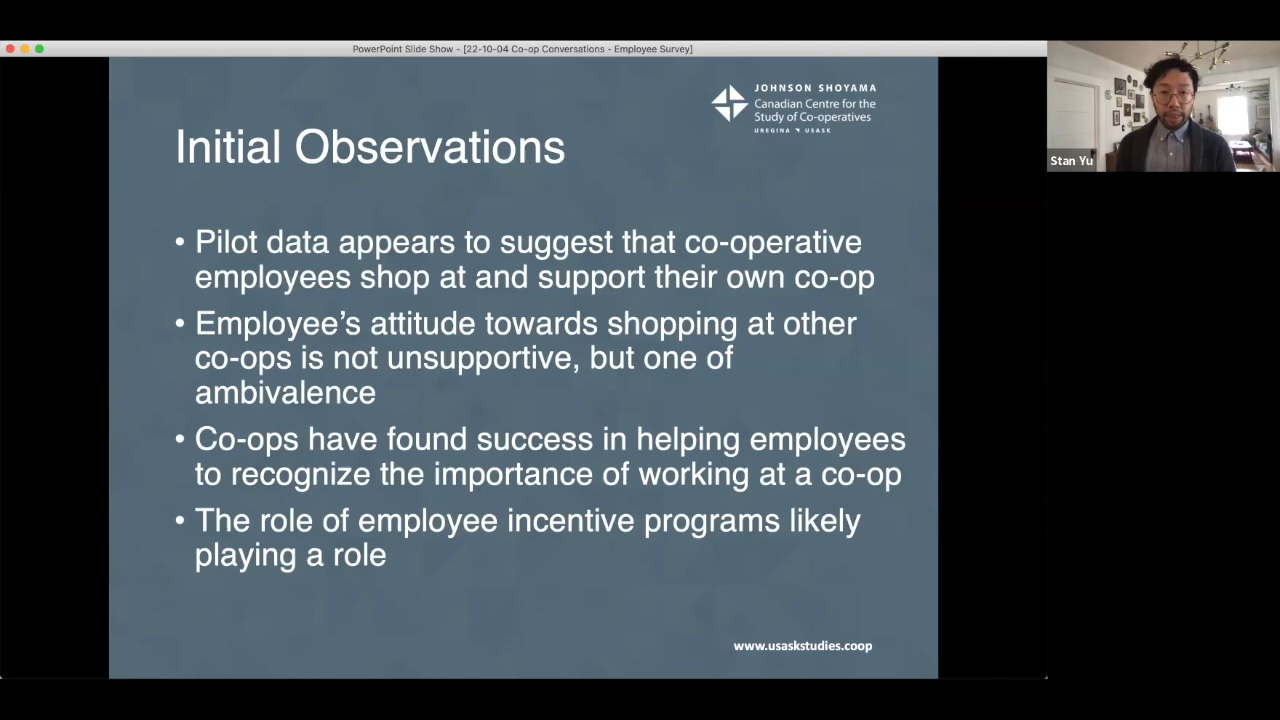 PowerPoint Slide Show - [22-10-04 Co-op Conversations - Employee Survey]
JOHNSON SHOYAMA
Canadian Centre for the
Study of Co-operatives
UREGINA USASK
Stan Yu
Initial Observations
• Pilot data appears to suggest that co-operative
employees shop at and support their own co-op
• Employee’s attitude towards shopping at other
co-ops is not unsupportive, but one of
ambivalence
• Co-ops have found success in helping employees
to recognize the importance of working at a co-op
• The role of employee incentive programs likely
playing a role
www.usaskstudies.coop